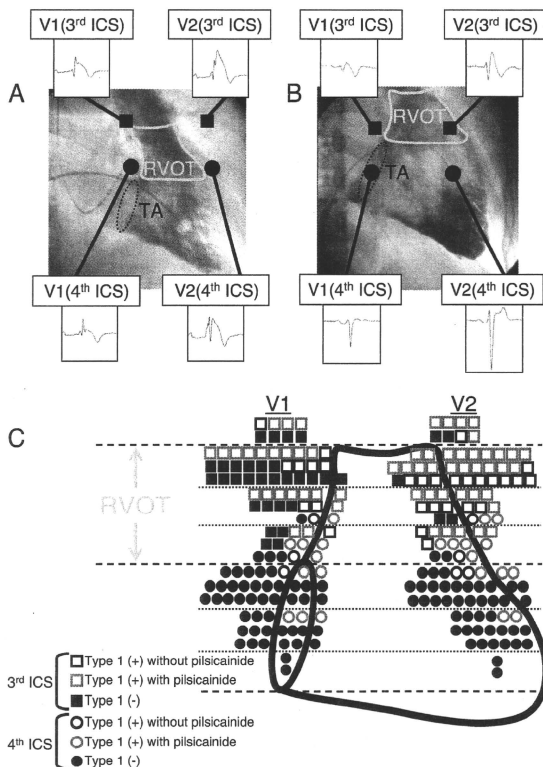 V1(3rd ICS)
V2(3rd ICS)
V1(3rd ICS)
V2(3rd ICS)
A
B
RVOT
TA
RVOT
TA
V1(4th ICS)
V2(4th ICS)
V1(4th ICS)
V2(4th ICS)
C
V1
V2
RVOT
3rd ICS
Type 1 (+) without pilsicainide
Type 1 (+) with pilsicainide
Type 1 (-)
4th ICS
Type 1 (+) without pilsicainide
Type 1 (+) with pilsicainide
Type 1 (-)